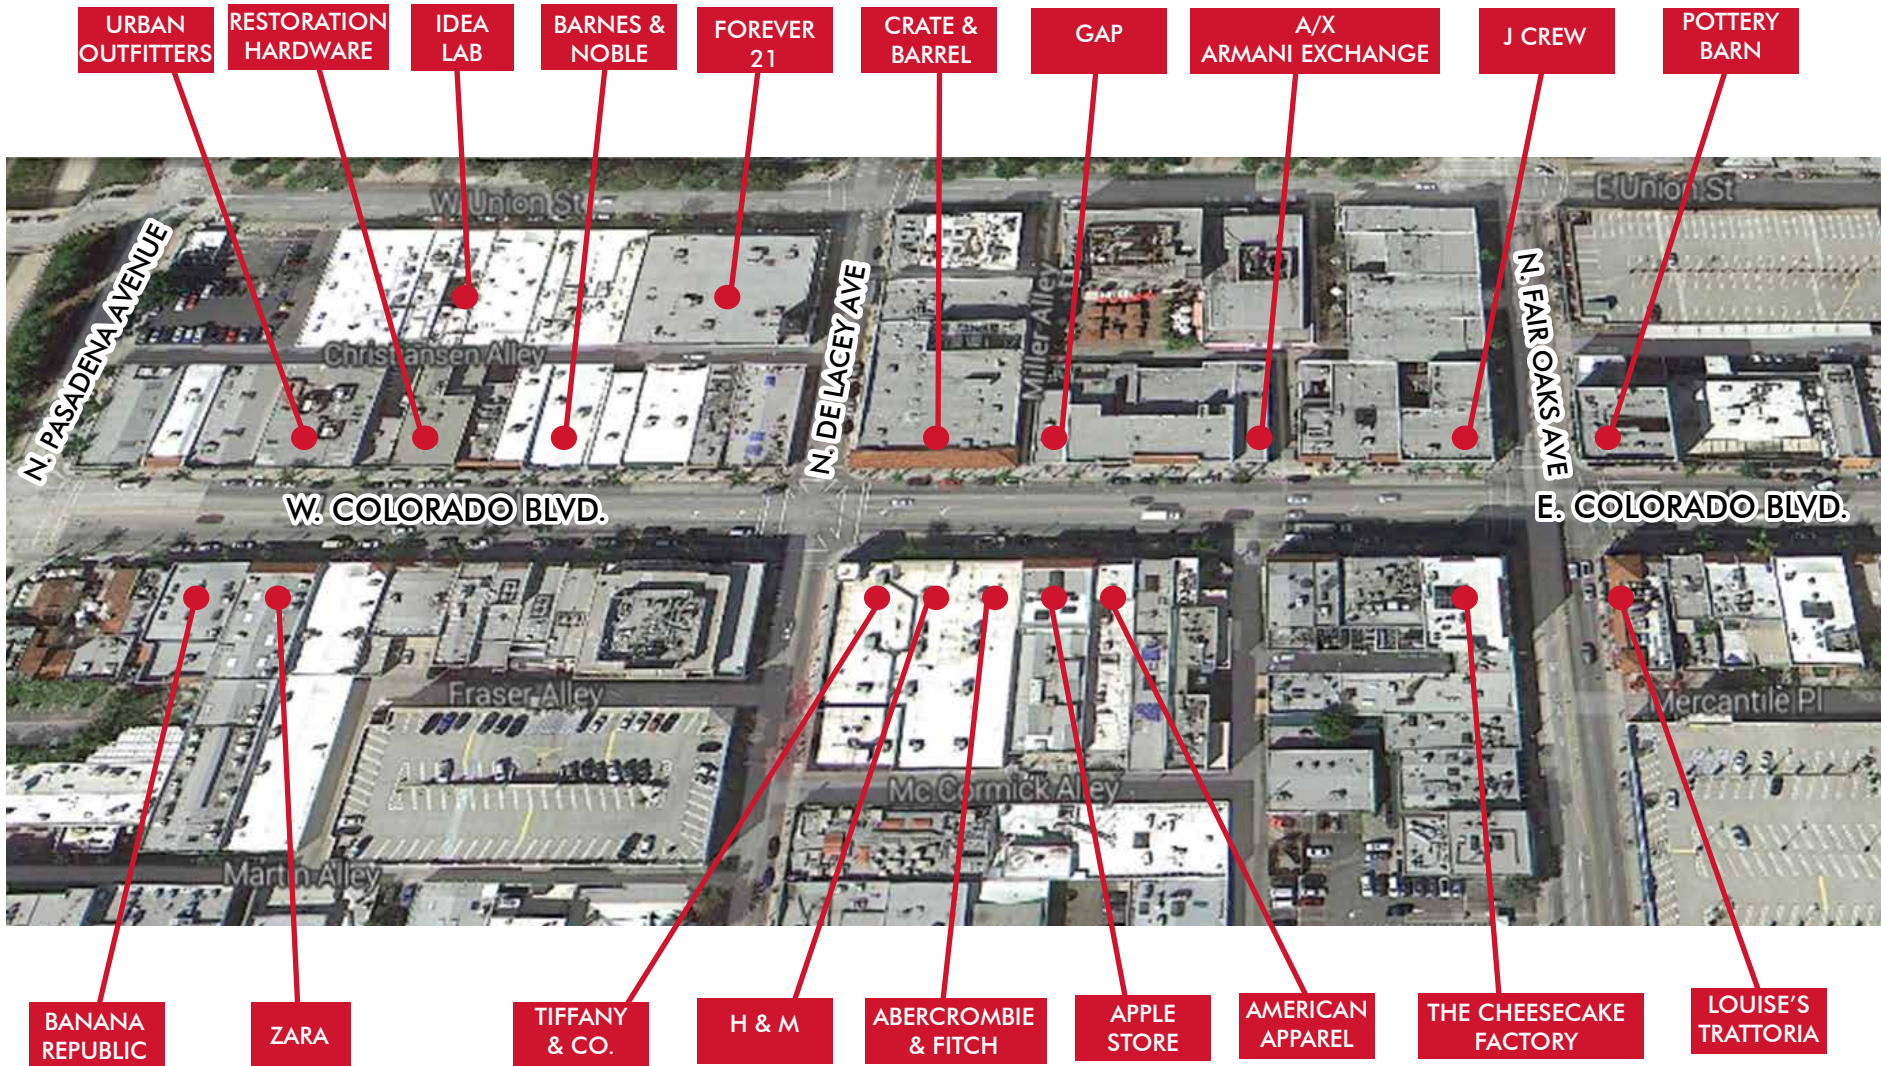 URBAN
OUTFITTERS
RESTORATION
HARDWARE
IDEA
LAB
BARNES &
NOBLE
FOREVER
21
CRATE &
BARREL
GAP
A/X
ARMANI EXCHANGE
J CREW
POTTERY
BARN
W Union St
E Union St
N. PASADENA AVENUE
Christiansen Alley
N. DE LACEY AVE
Miller Alley
N. FAIR OAKS AVE
W. COLORADO BLVD.
E. COLORADO BLVD.
Fraser Alley
Mercantile Pl
Mc Cormick Alley
Martin Alley
BANANA
REPUBLIC
ZARA
TIFFANY
& CO.
H & M
ABERCROMBIE
& FITCH
APPLE
STORE
AMERICAN
APPAREL
THE CHEESECAKE
FACTORY
LOUISE'S
TRATTORIA